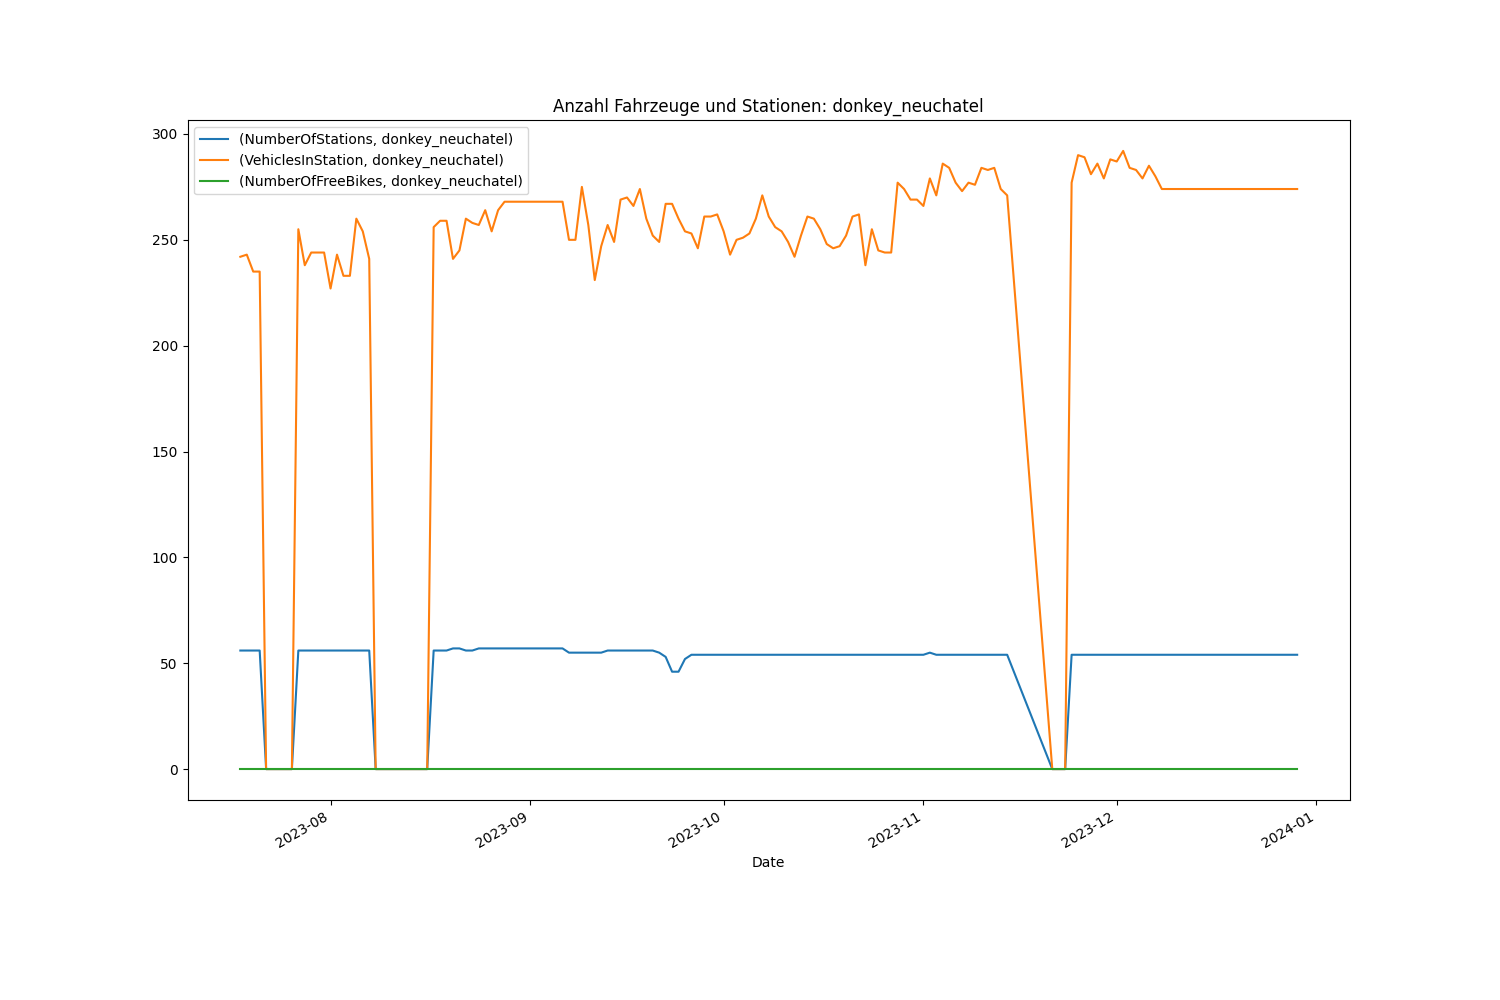 Anzahl Fahrzeuge und Stationen: donkey_neuchatel
(NumberOfStations, donkey_neuchatel)
(VehiclesInStation, donkey_neuchatel)
(NumberOfFreeBikes, donkey_neuchatel)
300
250
200
150
100
50
0
2023-08
2023-09
2023-10
2023-11
2023-12
2024-01
Date